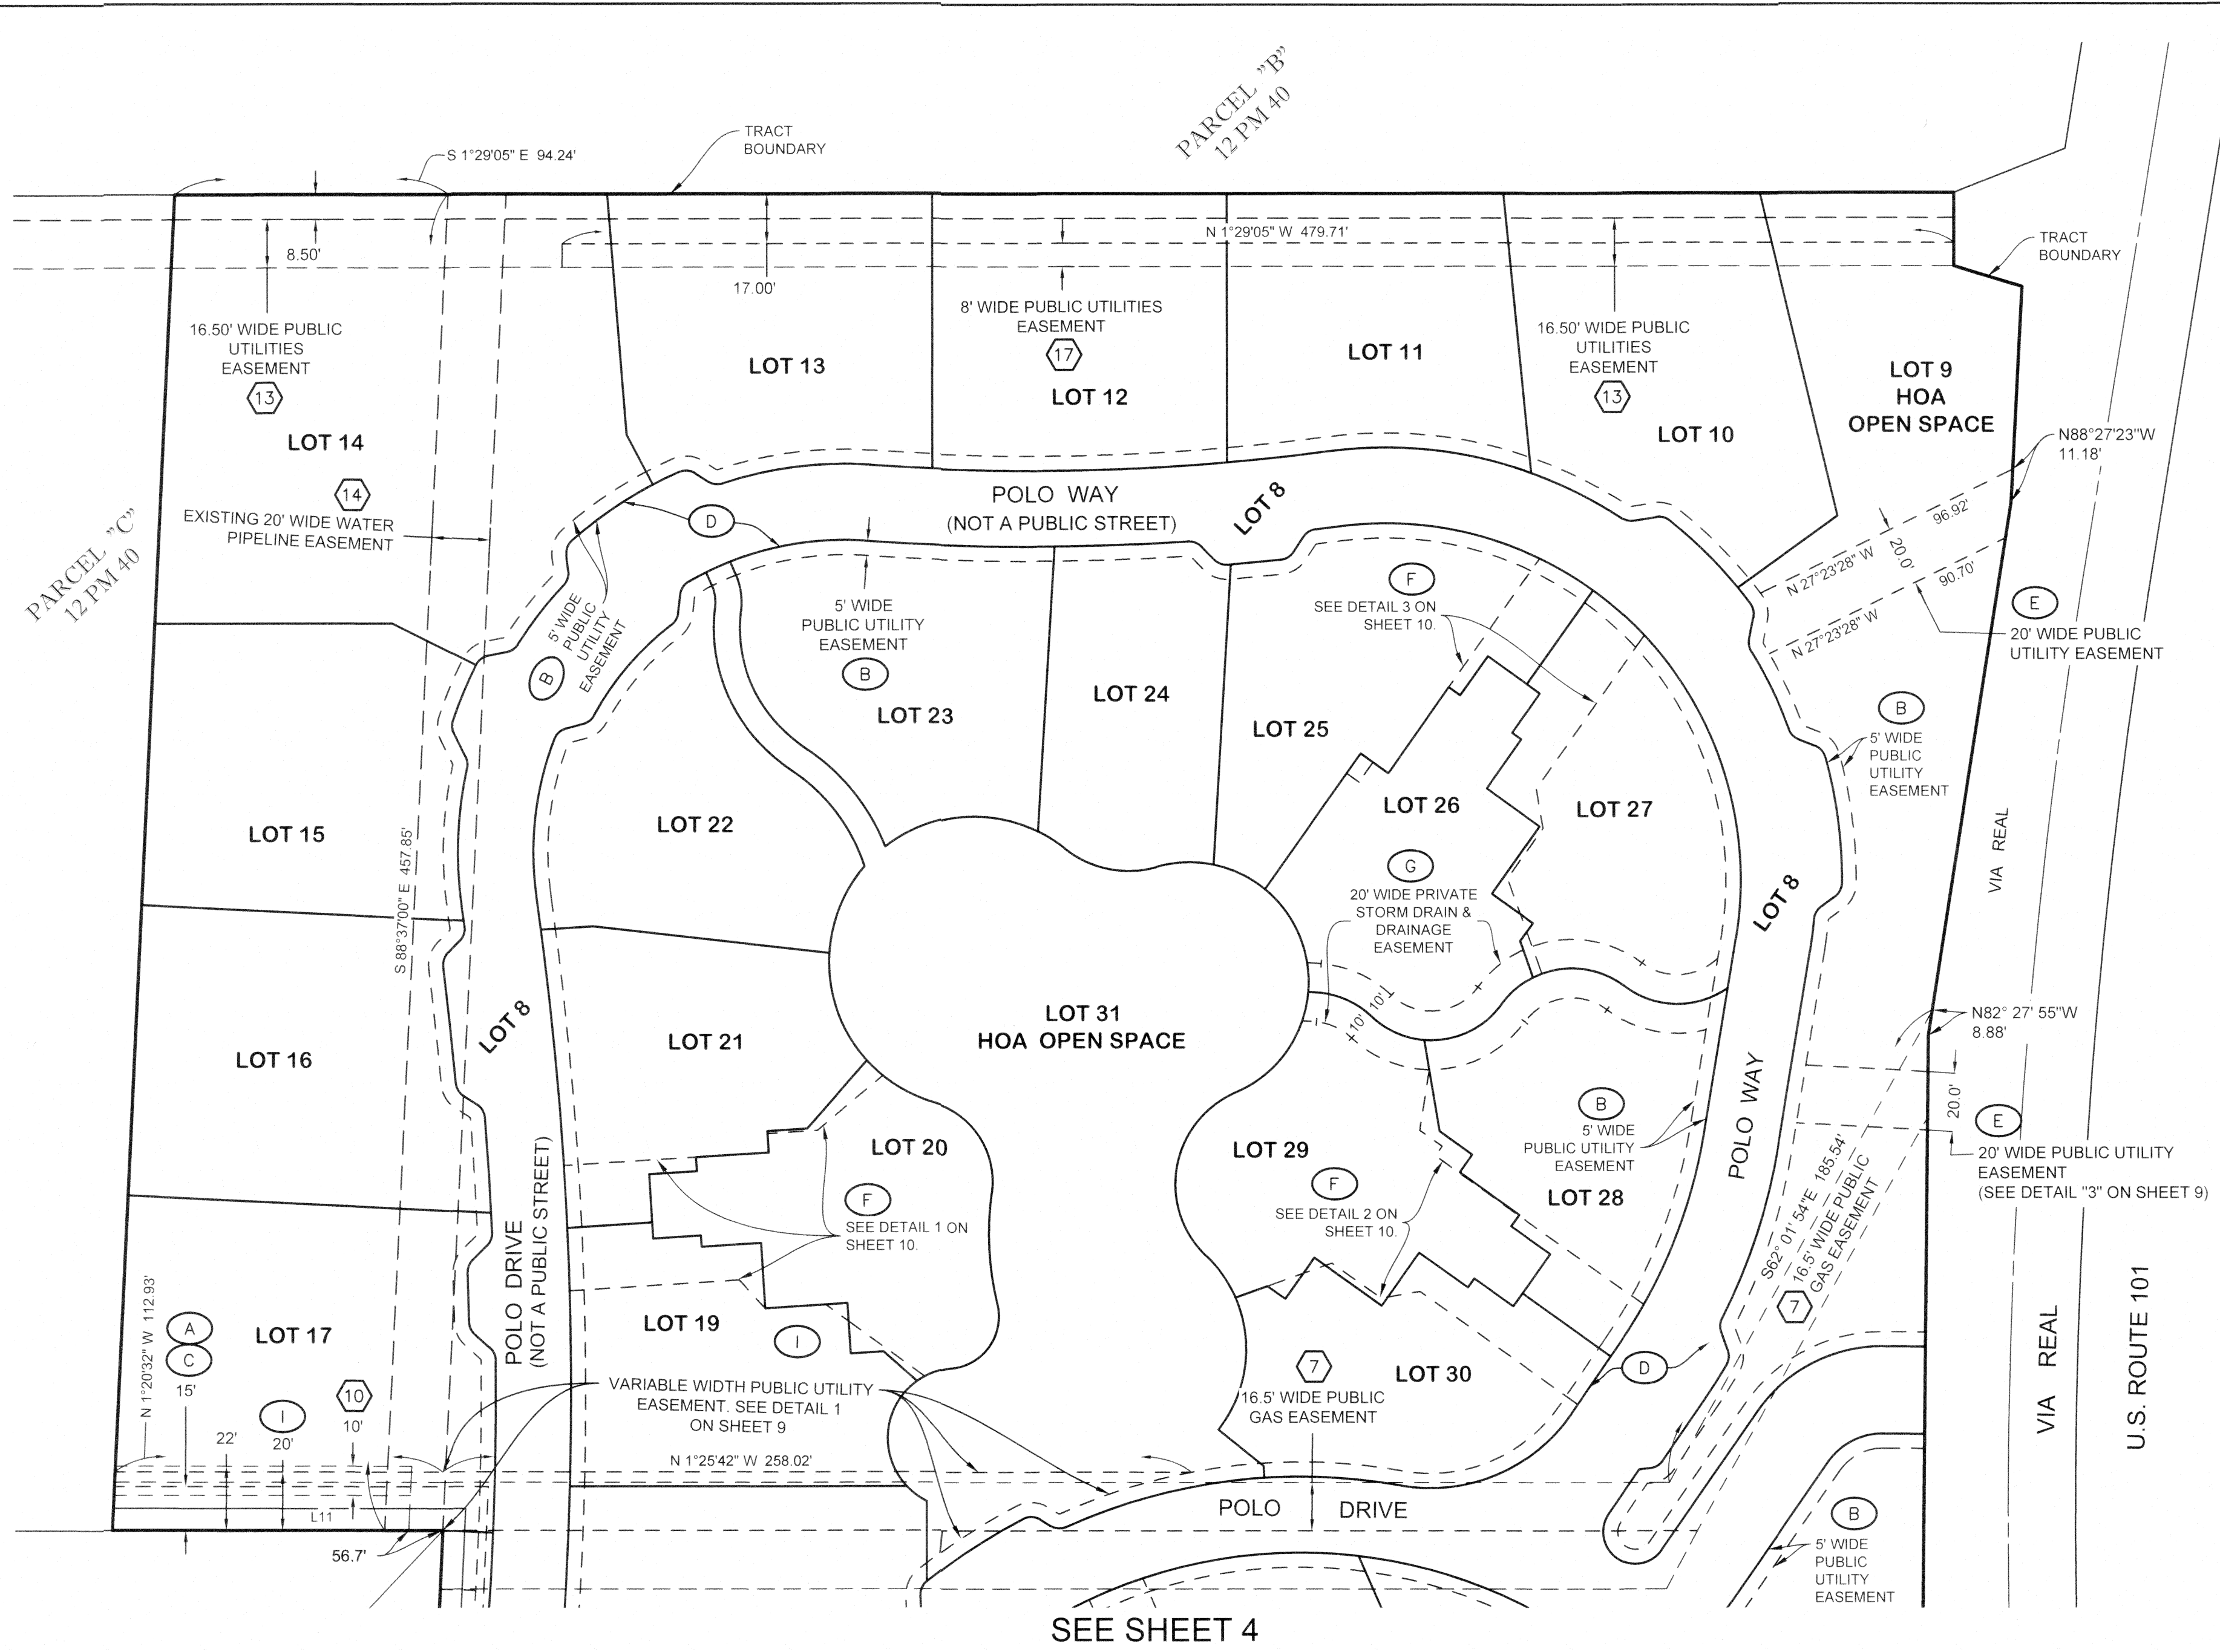 PARCEL "B"
12 PM 40
TRACT
BOUNDARY
S 1°29'05" E 94.24'
8.50'
17.00'
N 1°29'05" W 479.71'
TRACT
BOUNDARY
16.50' WIDE PUBLIC
UTILITIES
EASEMENT
13
LOT 14
14
EXISTING 20' WIDE WATER
PIPELINE EASEMENT
PARCEL "C"
12 PM 40
LOT 13
8' WIDE PUBLIC UTILITIES
EASEMENT
17
LOT 12
LOT 11
16.50' WIDE PUBLIC
UTILITIES
EASEMENT
13
LOT 10
LOT 9
HOA
OPEN SPACE
N88°27'23"W
11.18'
96.92'
N 27°23'28" W
20.0'
90.70'
N 27°23'28" W
E
20' WIDE PUBLIC
UTILITY EASEMENT
D
POLO WAY
(NOT A PUBLIC STREET)
LOT 8
5' WIDE
PUBLIC
UTILITY
EASEMENT
B
5' WIDE
PUBLIC UTILITY
EASEMENT
B
LOT 23
LOT 24
LOT 25
F
SEE DETAIL 3 ON
SHEET 10.
LOT 26
LOT 27
G
20' WIDE PRIVATE
STORM DRAIN &
DRAINAGE
EASEMENT
10'
10'
B
5' WIDE
PUBLIC
UTILITY
EASEMENT
VIA REAL
LOT 8
LOT 15
S 88°37'00" E 457.85'
LOT 22
LOT 16
LOT 8
LOT 21
LOT 31
HOA OPEN SPACE
N82° 27' 55"W
8.88'
20.0'
E
20' WIDE PUBLIC UTILITY
EASEMENT
(SEE DETAIL "3" ON SHEET 9)
POLO WAY
B
5' WIDE
PUBLIC UTILITY
EASEMENT
LOT 28
LOT 29
F
SEE DETAIL 2 ON
SHEET 10.
S62° 01' 54"E 185.54'
16.5' WIDE PUBLIC
GAS EASEMENT
7
LOT 20
F
SEE DETAIL 1 ON
SHEET 10.
POLO DRIVE
(NOT A PUBLIC STREET)
LOT 19
I
VARIABLE WIDTH PUBLIC UTILITY
EASEMENT. SEE DETAIL 1
ON SHEET 9
N 1°25'42" W 258.02'
N 1°20'32" W 112.93'
A
C
15'
LOT 17
22'
I
20'
10
10'
L11
56.7'
7
16.5' WIDE PUBLIC
GAS EASEMENT
LOT 30
D
POLO DRIVE
VIA REAL
U.S. ROUTE 101
B
5' WIDE
PUBLIC
UTILITY
EASEMENT
SEE SHEET 4